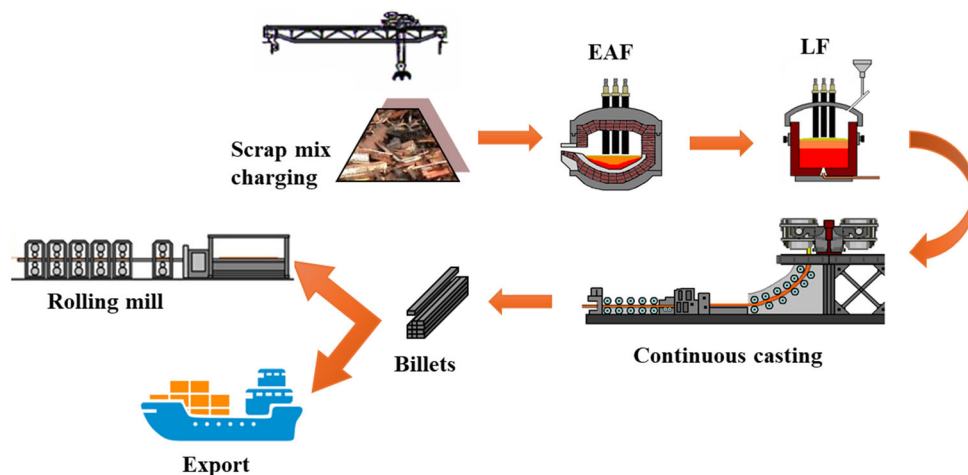 EAF
LF
Scrap mix
charging
Rolling mill
Billets
Continuous casting
Export